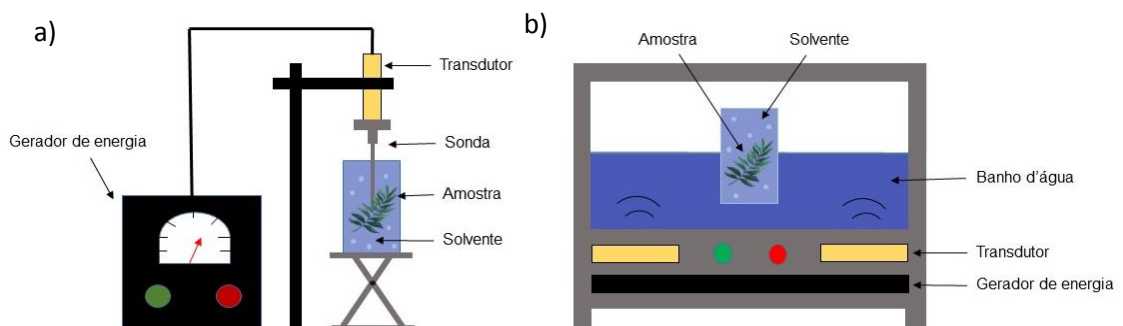 a)
Transdutor
Gerador de energia
Sonda
Amostra
Solvente
b)
Amostra
Solvente
Banho d'água
Transdutor
Gerador de energia